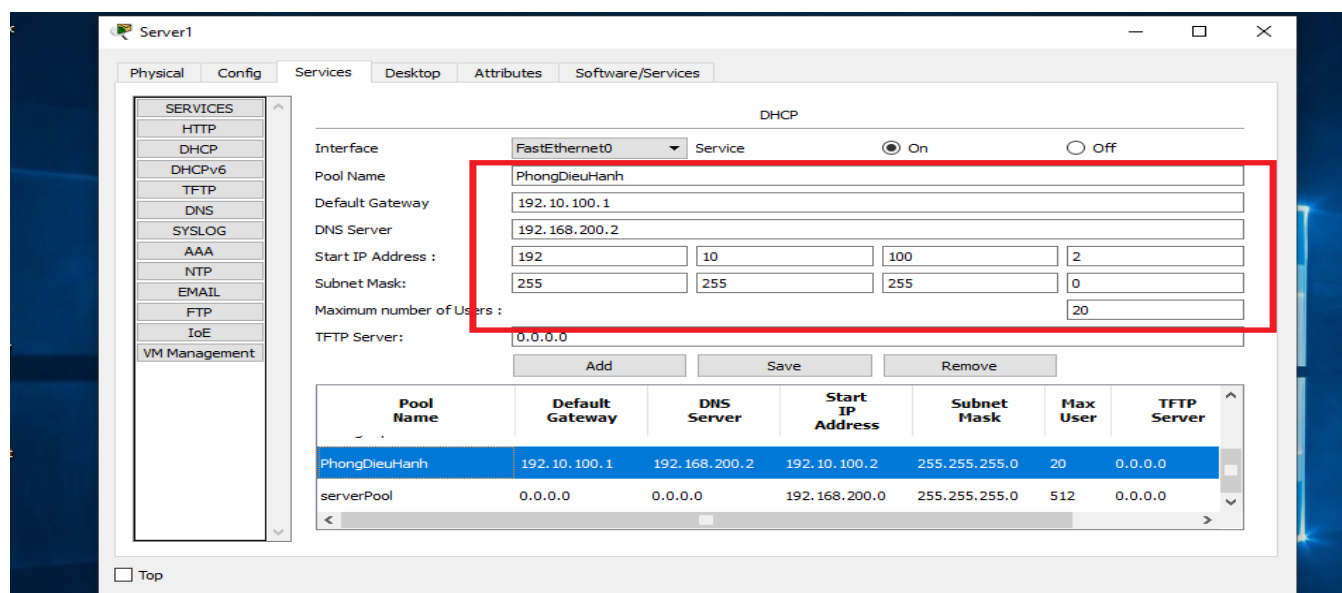 Server1
Physical Config Services Desktop Attributes Software/Services
SERVICES
HTTP
DHCP
DHCPv6
TFTP
DNS
SYSLOG
AAA
NTP
EMAIL
FTP
IoE
VM Management
DHCP
Interface FastEthernet0 Service On Off
Pool Name PhongDieuHanh
Default Gateway 192.10.100.1
DNS Server 192.168.200.2
Start IP Address : 192 10 100 2
Subnet Mask: 255 255 255 0
Maximum number of Users : 20
TFTP Server: 0.0.0.0
Add Save Remove
Pool Name Default Gateway DNS Server Start IP Address Subnet Mask Max User TFTP Server
PhongDieuHanh 192.10.100.1 192.168.200.2 192.10.100.2 255.255.255.0 20 0.0.0.0
serverPool 0.0.0.0 0.0.0.0 192.168.200.0 255.255.255.0 512 0.0.0.0
Top